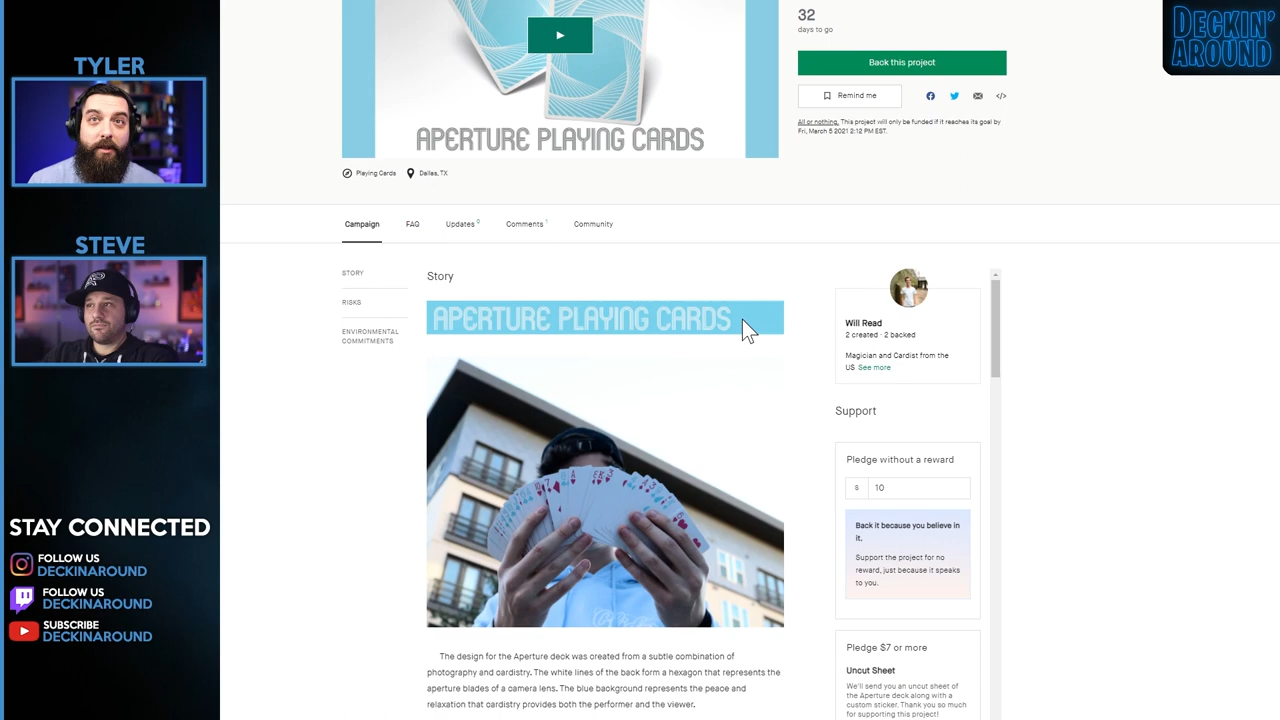 TYLER
STEVE
STAY CONNECTED
FOLLOW US
DECKINAROUND
FOLLOW US
DECKINAROUND
SUBSCRIBE
DECKINAROUND
APERTURE PLAYING CARDS
Playing Cards
Dallas, TX
32
days to go
Back this project
Remind me
All or nothing. This project will only be funded if it reaches its goal by
Fri, March 5 2021 2:12 PM EST.
DECKIN'
AROUND
Campaign
FAQ
Updates 0
Comments 1
Community
STORY
RISKS
ENVIRONMENTAL
COMMITMENTS
Story
APERTURE PLAYING CARDS
The design for the Aperture deck was created from a subtle combination of
photography and cardistry. The white lines of the back form a hexagon that represents the
aperture blades of a camera lens. The blue background represents the peace and
relaxation that cardistry provides both the performer and the viewer.
Will Read
2 created · 2 backed
Magician and Cardist from the
US See more
Support
Pledge without a reward
$ 10
Back it because you believe in
it.
Support the project for no
reward, just because it speaks
to you.
Pledge $7 or more
Uncut Sheet
We'll send you an uncut sheet of
the Aperture deck along with a
custom sticker. Thank you so much
for supporting this project!